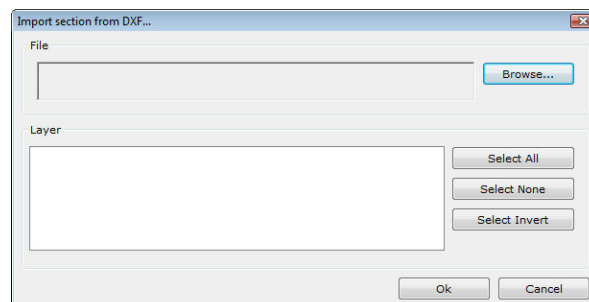 Import section from DXF...
File
Browse...
Layer
Select All
Select None
Select Invert
Ok
Cancel